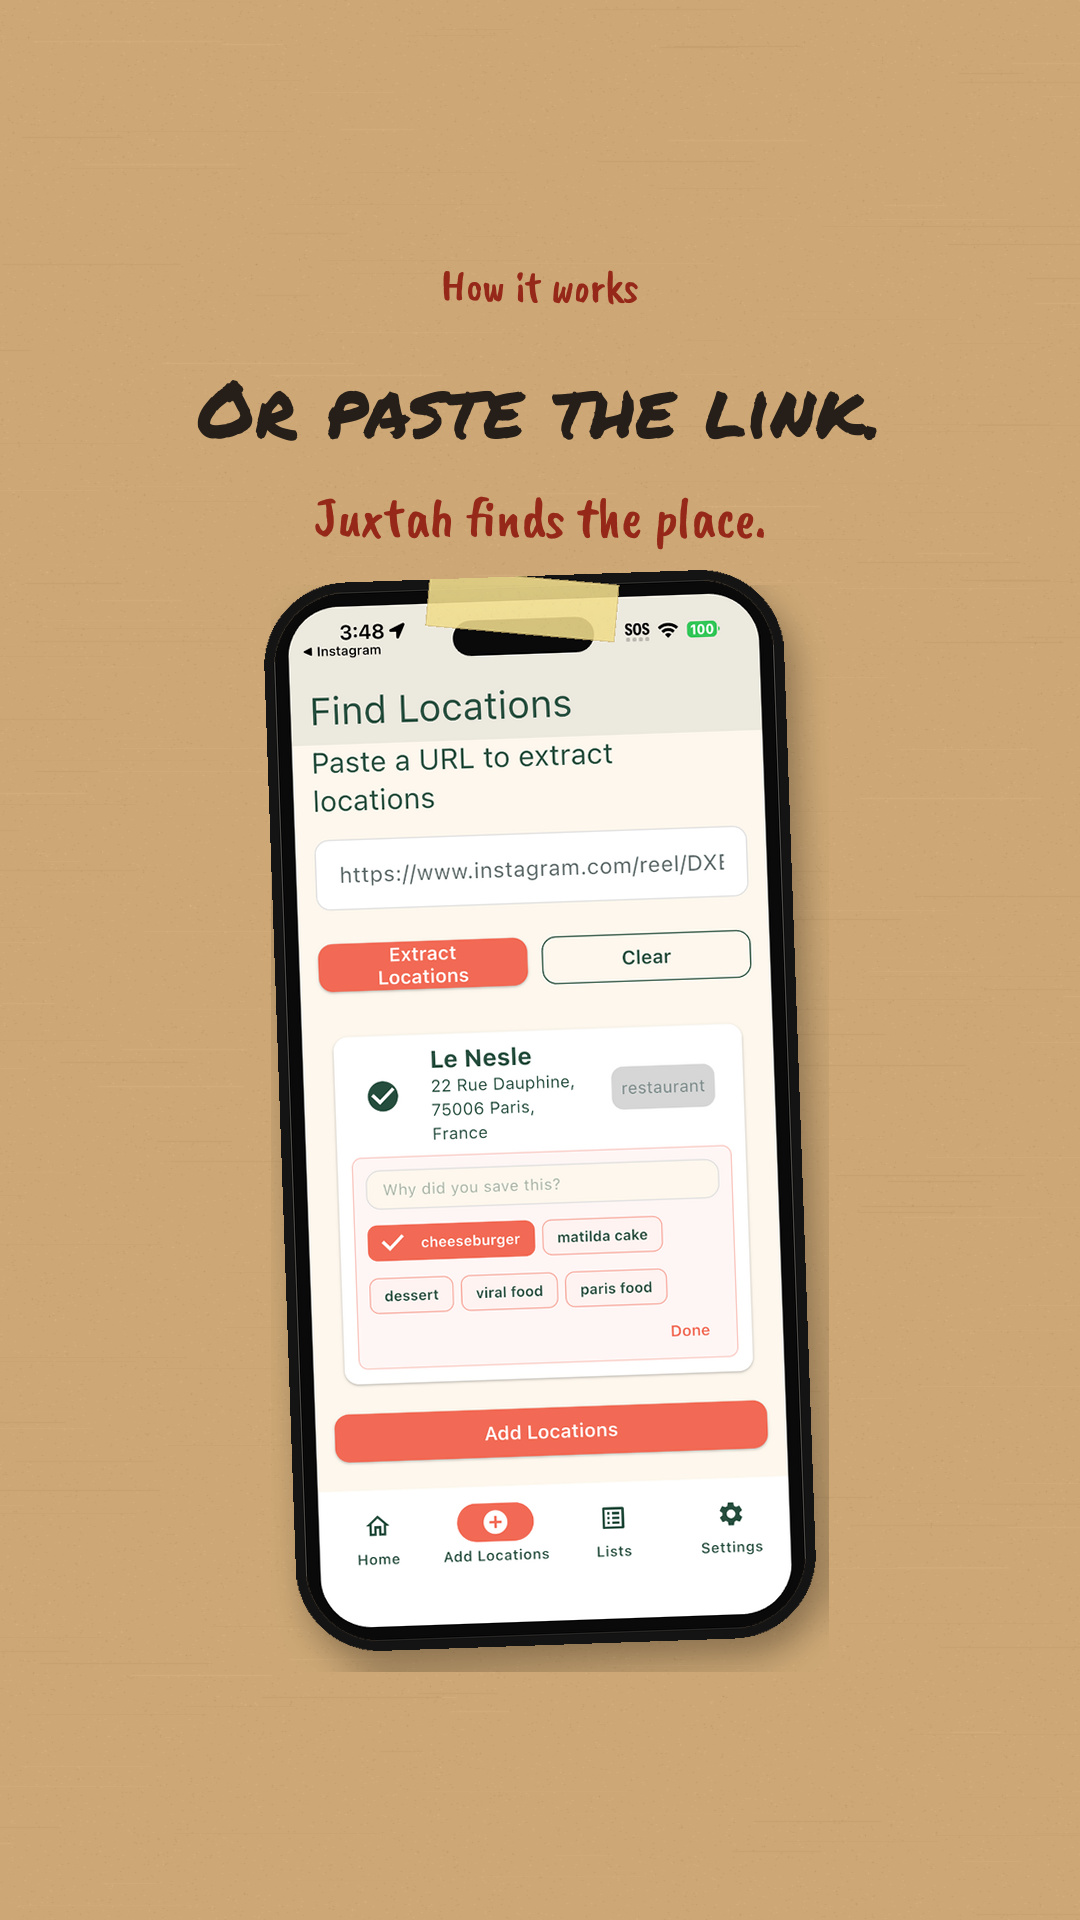 How it works
OR PASTE THE LINK.
Juxtah finds the place.
3:48
SOS
100
◀ Instagram
Find Locations
Paste a URL to extract
locations
https://www.instagram.com/reel/DXE
Extract
Locations
Clear
Le Nesle
22 Rue Dauphine,
75006 Paris,
France
restaurant
Why did you save this?
cheeseburger
matilda cake
dessert
viral food
paris food
Done
Add Locations
Home
Add Locations
Lists
Settings